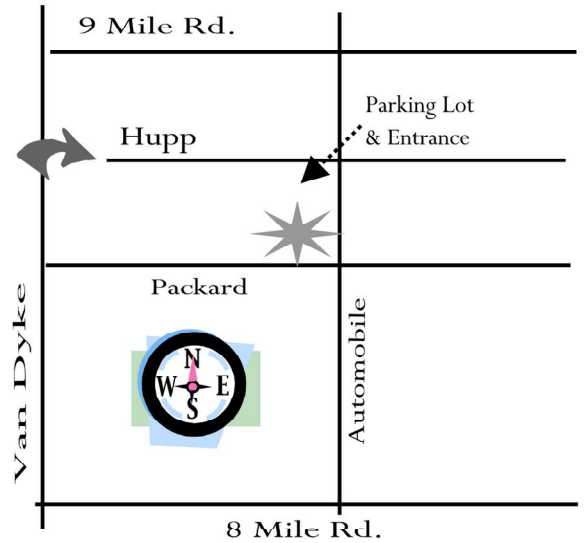 9 Mile Rd.
Parking Lot
& Entrance
Hupp
Packard
Van Dyke
Automobile
N
W E
S
8 Mile Rd.